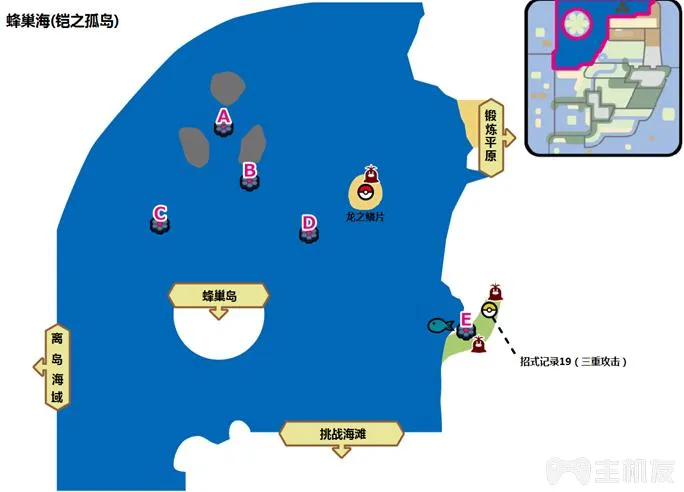 蜂巢海(铠之孤岛)
锻炼平原
A
B
C
D
龙之鳞片
蜂巢岛
E
离岛海域
招式记录19（三重攻击）
挑战海滩
主机友